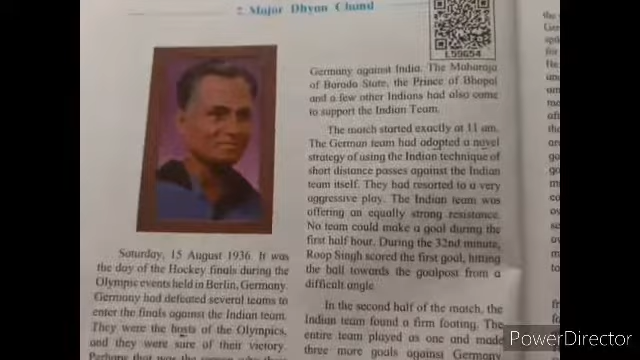 2. Major Dhyan Chand
E59654
Saturday, 15 August 1936. It was
the day of the Hockey finals during the
Olympic events held in Berlin, Germany.
Germany had defeated several teams to
enter the finals against the Indian team.
They were the hosts of the Olympics,
and they were sure of their victory.
Perhaps that was the reason why
Germany against India. The Maharaja
of Baroda State, the Prince of Bhopal
and a few other Indians had also come
to support the Indian Team.
The match started exactly at 11 am.
The German team had adopted a novel
strategy of using the Indian technique of
short distance passes against the Indian
team itself. They had resorted to a very
aggressive play. The Indian team was
offering an equally strong resistance.
No team could make a goal during the
first half hour. During the 32nd minute,
Roop Singh scored the first goal, hitting
the ball towards the goalpost from a
difficult angle.
In the second half of the match, the
Indian team found a firm footing. The
entire team played as one and made
three more goals against Germany
PowerDirector